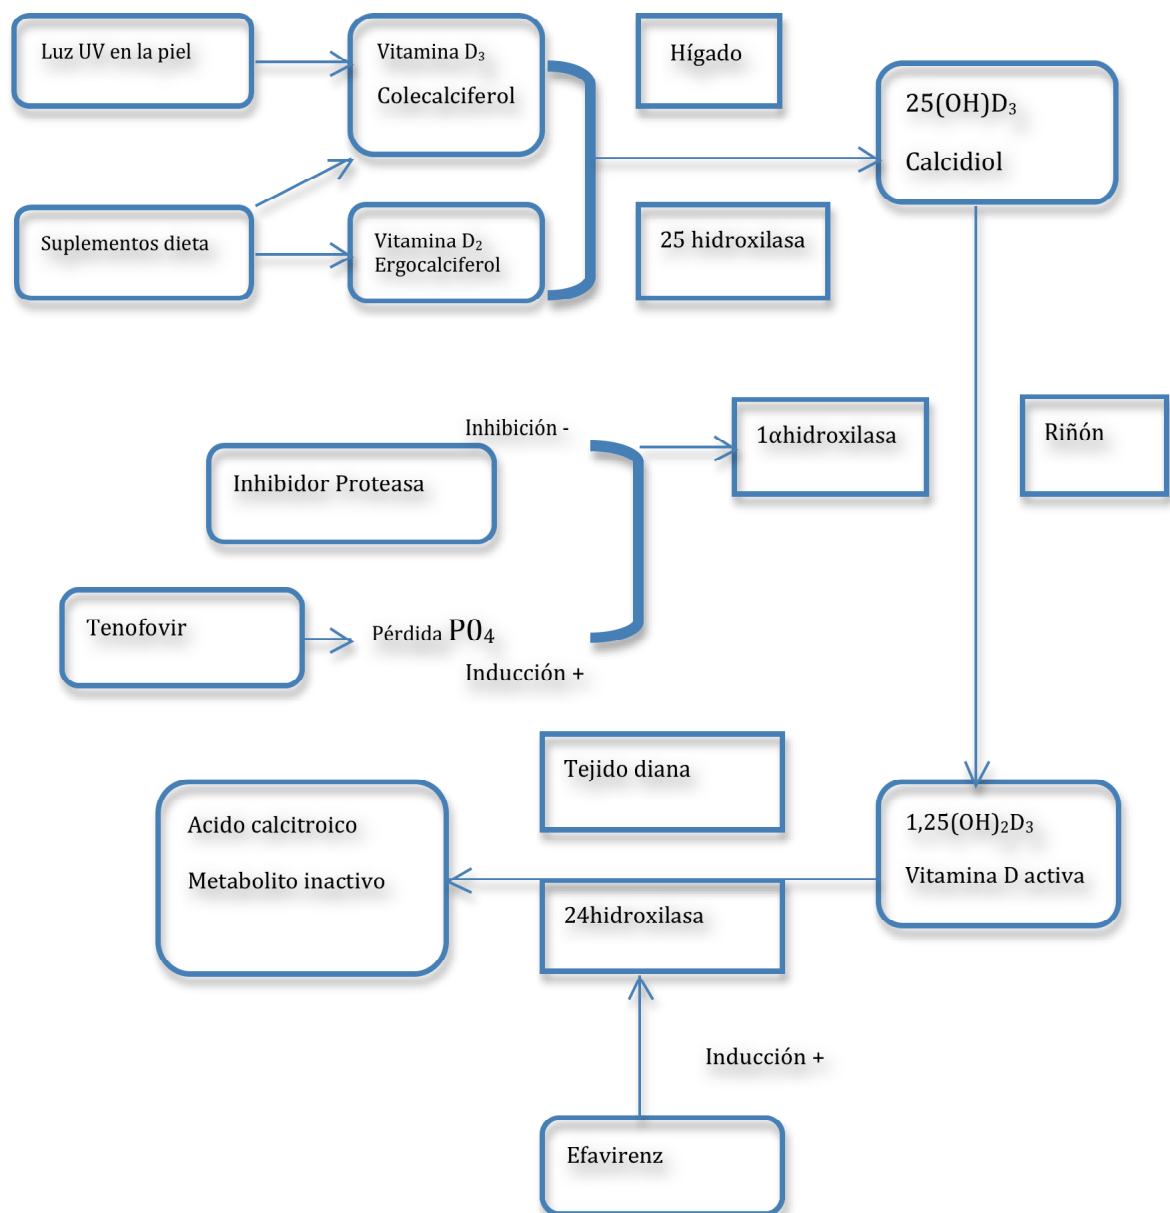 Luz UV en la piel
Vitamina D₃
Colecalciferol
Hígado
25(OH)D₃
Calcidiol
Suplementos dieta
Vitamina D₂
Ergocalciferol
25 hidroxilasa
Inhibición -
1αhidroxilasa
Riñón
Inhibidor Proteasa
Tenofovir
Pérdida P0₄
Inducción +
Tejido diana
Acido calcitroico
Metabolito inactivo
1,25(OH)₂D₃
Vitamina D activa
24hidroxilasa
Inducción +
Efavirenz